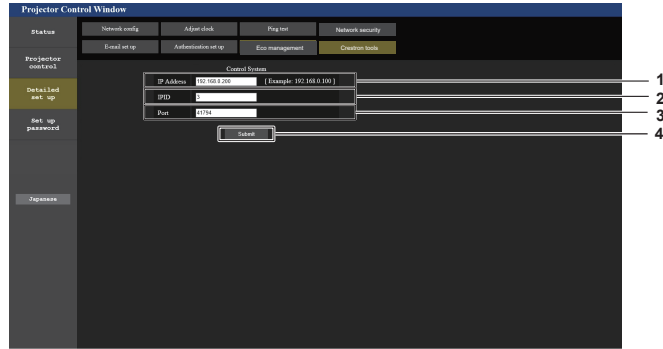 Projector Control Window
Status
Network config Adjust clock Ping test Network security
E-mail set up Authentication set up Eco management Crestron tools
Projector
control
Detailed
set up
Set up
password
Japanese
Control System
IP Address 192.168.0.200 [ Example: 192.168.0.100 ] 1
IPID 3 2
Port 41794 3
Submit 4